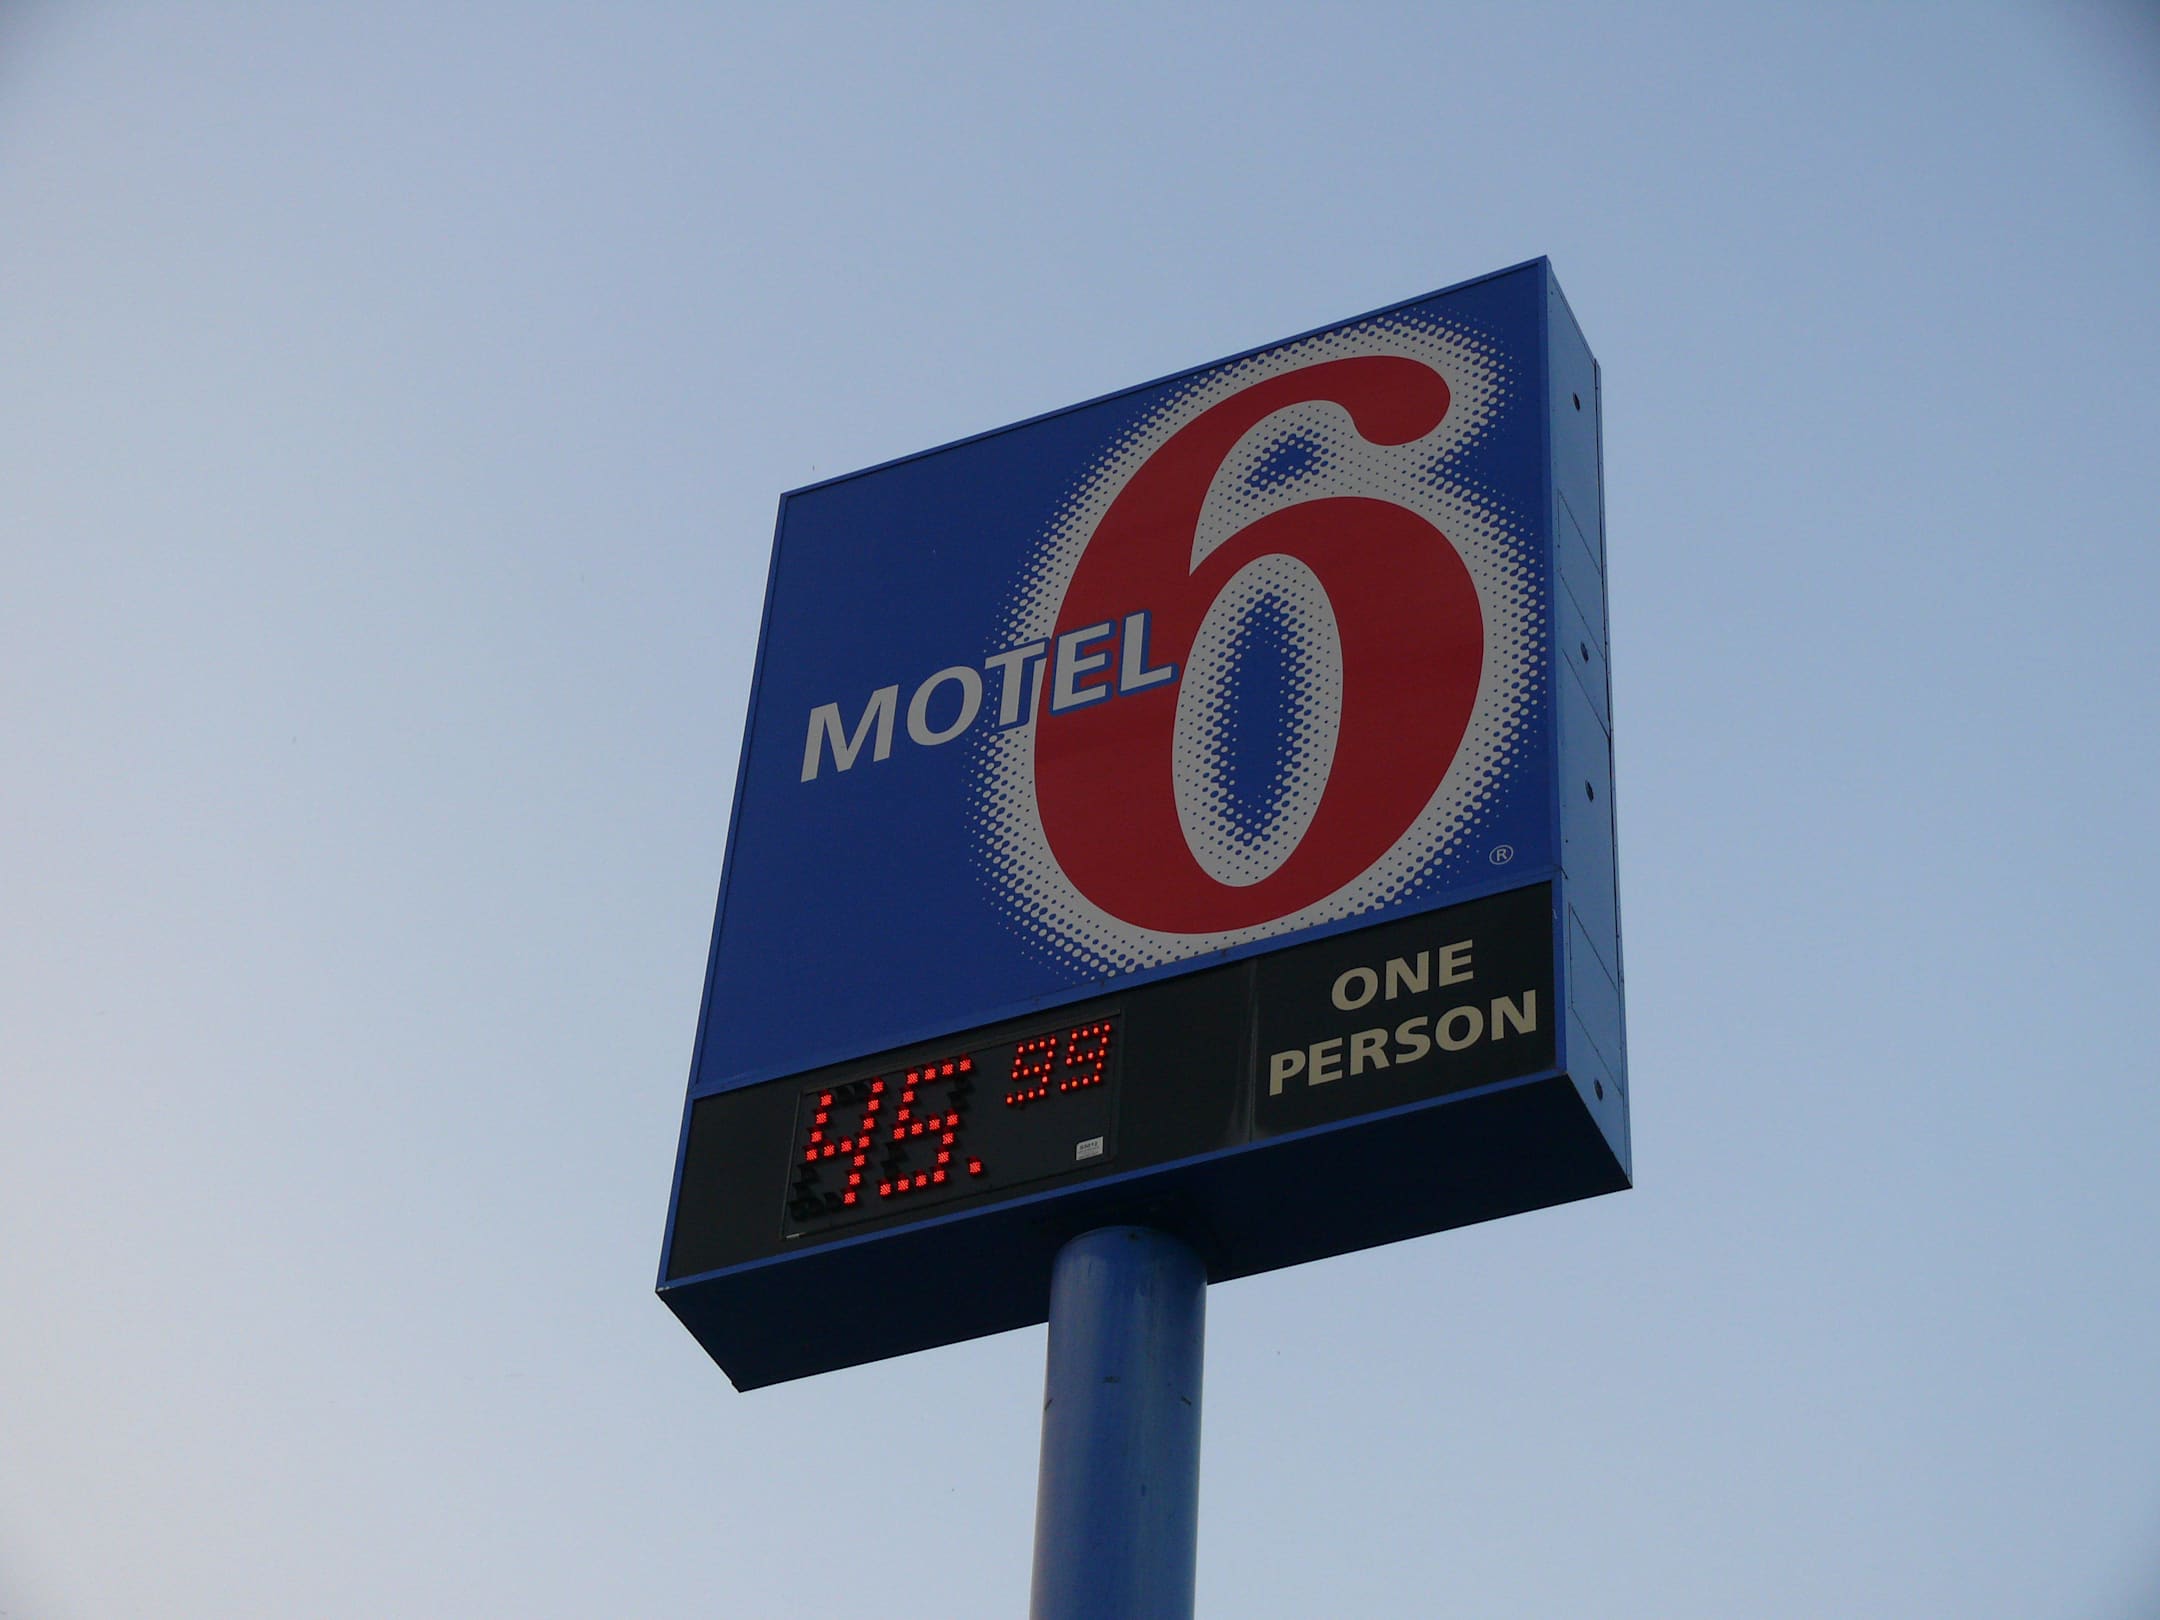 MOTEL 6
®
45.99
ONE
PERSON